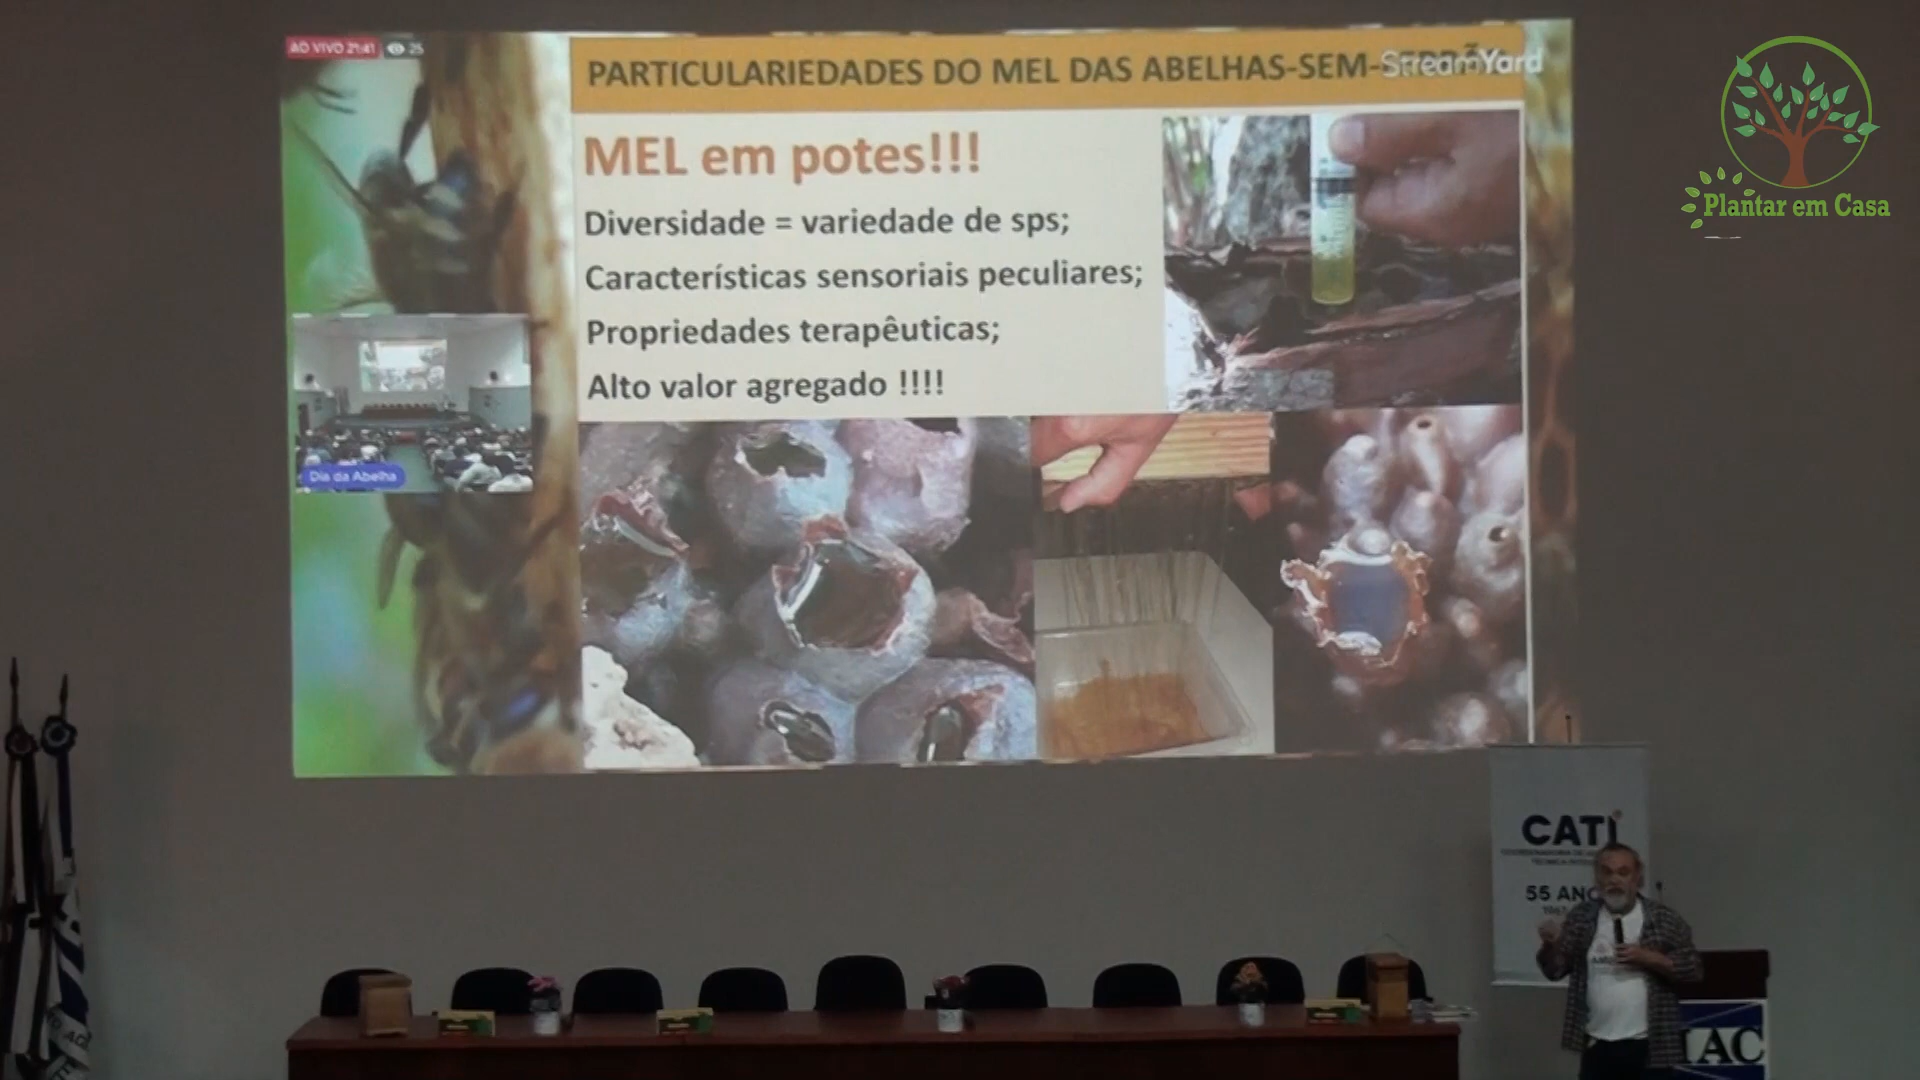 AO VIVO 21:41 25
PARTICULARIEDADES DO MEL DAS ABELHAS-SEM-
StreamYard
MEL em potes!!!
Diversidade = variedade de sps;
Características sensoriais peculiares;
Propriedades terapêuticas;
Alto valor agregado !!!!
Dia da Abelha
Plantar em Casa
CATI
55 AN
IAC